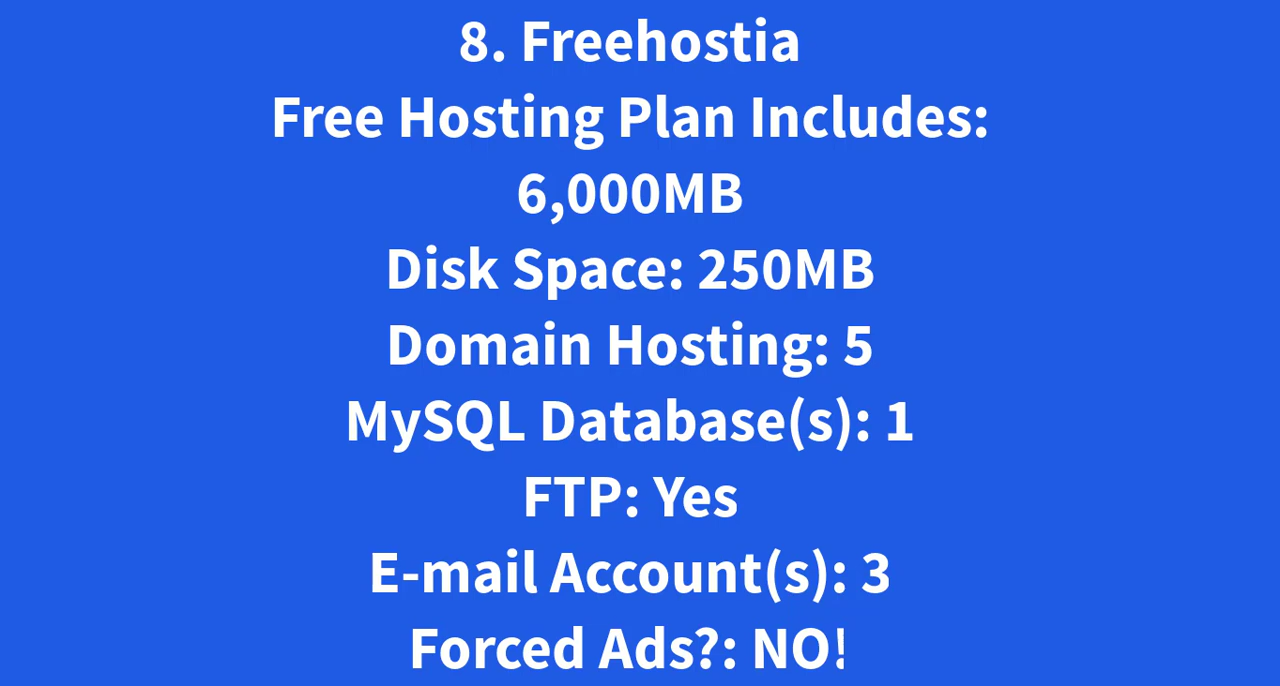 8. Freehostia
Free Hosting Plan Includes:
6,000MB
Disk Space: 250MB
Domain Hosting: 5
MySQL Database(s): 1
FTP: Yes
E-mail Account(s): 3
Forced Ads?: NO!